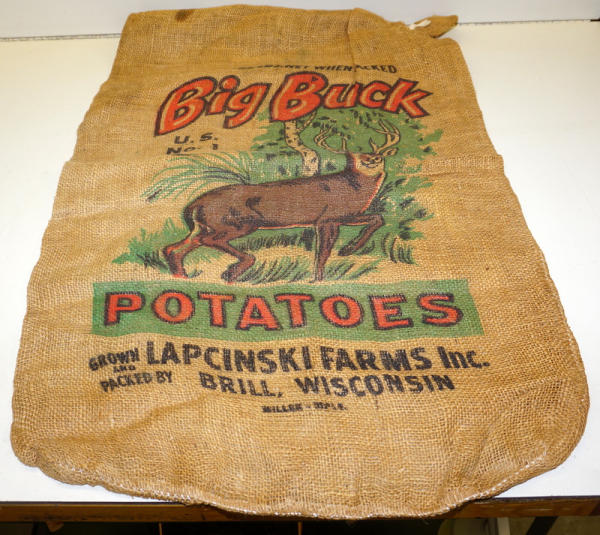 WHEN PACKED
Big Buck
U.S.
No. 1
POTATOES
GROWN AND PACKED BY
LAPCINSKI FARMS Inc.
BRILL, WISCONSIN